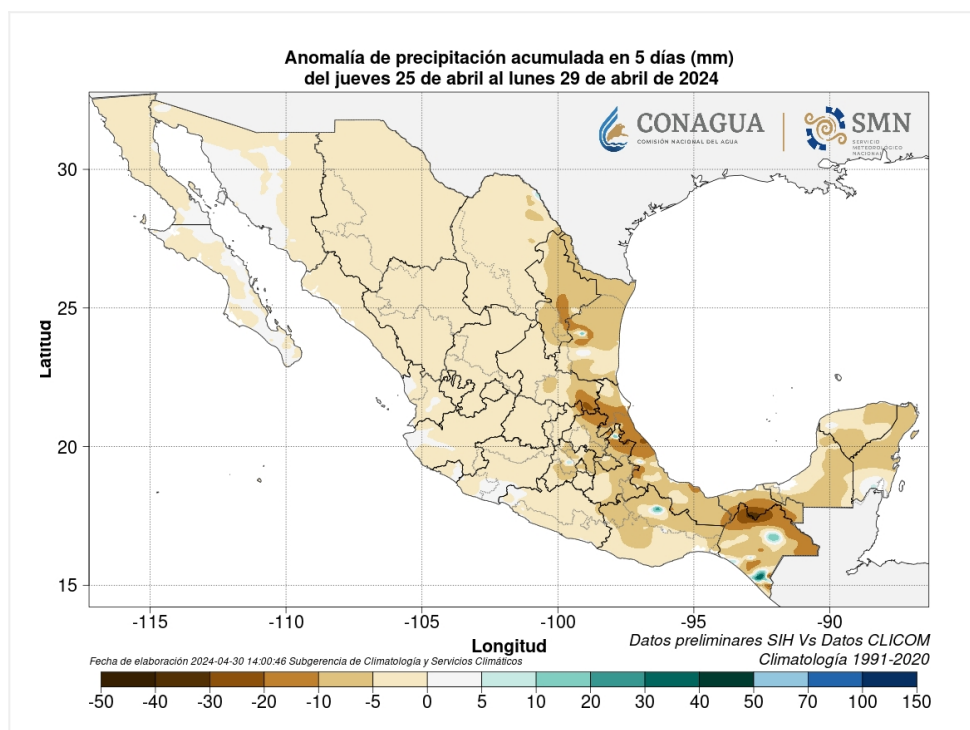 Anomalía de precipitación acumulada en 5 días (mm)
del jueves 25 de abril al lunes 29 de abril de 2024
CONAGUA
COMISIÓN NACIONAL DEL AGUA
SMN
SERVICIO
METEOROLÓGICO
NACIONAL
30
25
20
15
Latitud
-115
-110
-105
-100
-95
-90
Longitud
Datos preliminares SIH Vs Datos CLICOM
Climatología 1991-2020
Fecha de elaboración 2024-04-30 14:00:46 Subgerencia de Climatología y Servicios Climáticos
-50 -40 -30 -20 -10 -5 0 5 10 20 30 40 50 70 100 150